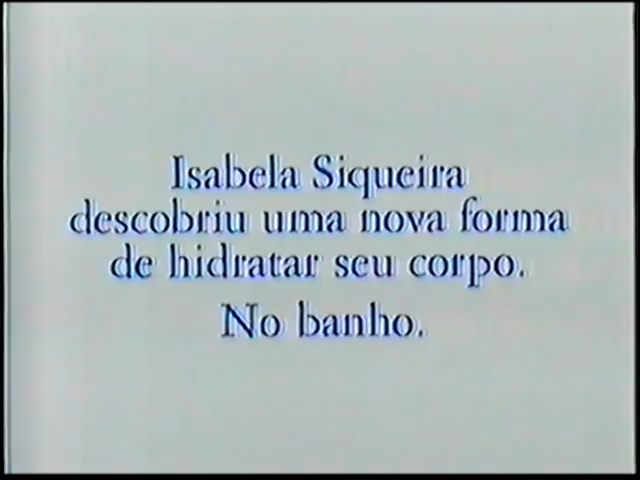 Isabela Siqueira
descobriu uma nova forma
de hidratar seu corpo.
No banho.